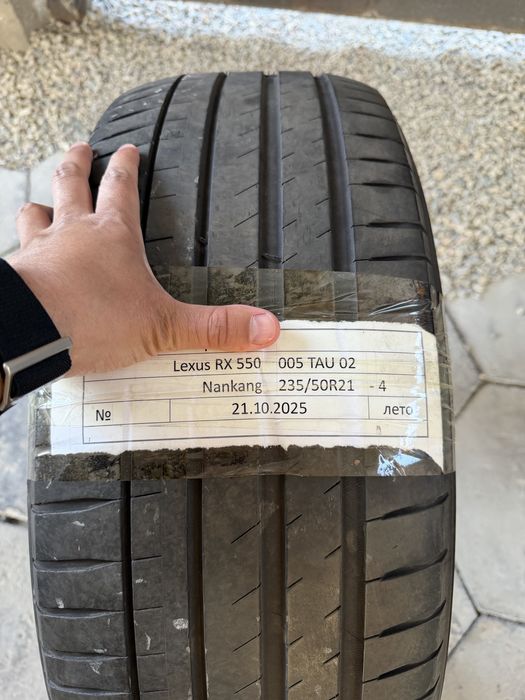 Lexus RX 550 005 TAU 02
Nankang 235/50R21 - 4
№ 21.10.2025 лето